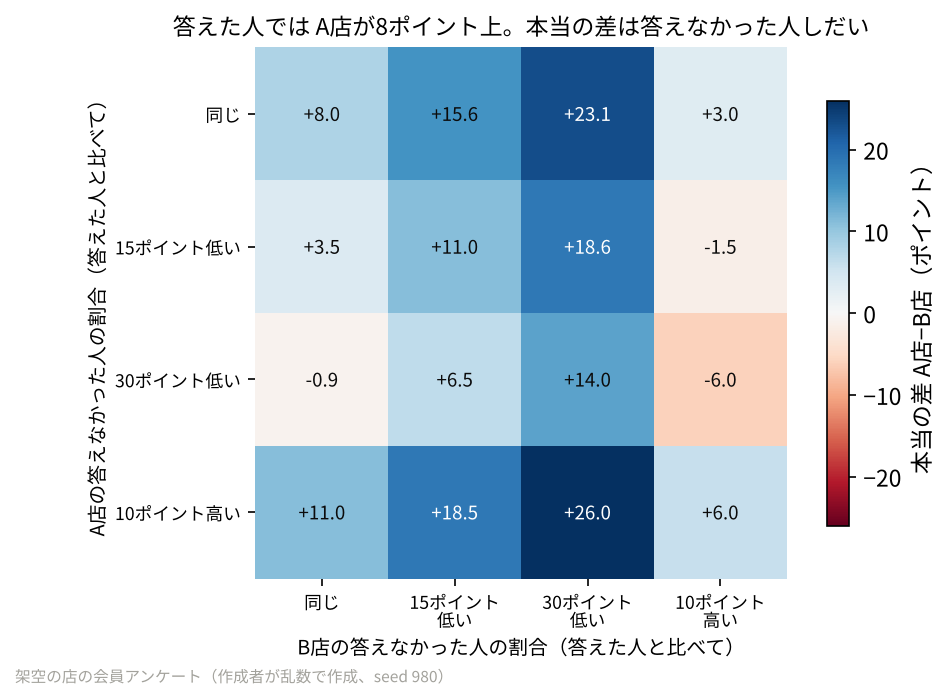 答えた人では A店が8ポイント上。本当の差は答えなかった人しだい
A店の答えなかった人の割合（答えた人と比べて）
同じ
+8.0
+15.6
+23.1
+3.0
15ポイント低い
+3.5
+11.0
+18.6
-1.5
30ポイント低い
-0.9
+6.5
+14.0
-6.0
10ポイント高い
+11.0
+18.5
+26.0
+6.0
同じ
15ポイント
低い
30ポイント
低い
10ポイント
高い
B店の答えなかった人の割合（答えた人と比べて）
20
10
0
−10
−20
本当の差 A店−B店（ポイント）
架空の店の会員アンケート（作成者が乱数で作成、seed 980）